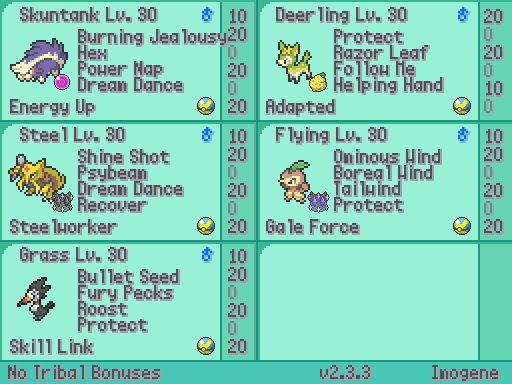 Skuntank Lv. 30
Burning Jealousy
Hex
Power Nap
Dream Dance
Energy Up
10
20
0
20
0
20
Deerling Lv. 30
Protect
Razor Leaf
Follow Me
Helping Hand
Adapted
20
20
0
0
10
0
Steel Lv. 30
Shine Shot
Psybeam
Dream Dance
Recover
Steelworker
10
20
0
20
0
20
Flying Lv. 30
Ominous Wind
Boreal Wind
Tailwind
Protect
Gale Force
10
20
0
20
0
20
Grass Lv. 30
Bullet Seed
Fury Pecks
Roost
Protect
Skill Link
10
20
0
20
0
20
No Tribal Bonuses
v2.3.3
Imogene